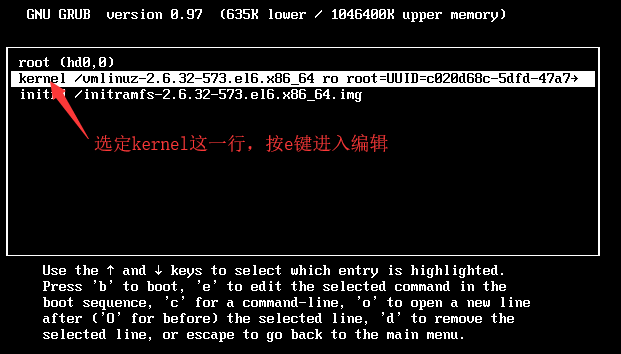 GNU GRUB version 0.97 (635K lower / 1046400K upper memory)
root (hd0,0)
kernel /vmlinuz-2.6.32-573.el6.x86_64 ro root=UUID=c020d68c-5dfd-47a7→
initrd /initramfs-2.6.32-573.el6.x86_64.img
选定kernel这一行，按e键进入编辑
Use the ↑ and ↓ keys to select which entry is highlighted.
Press 'b' to boot, 'e' to edit the selected command in the
boot sequence, 'c' for a command-line, 'o' to open a new line
after ('O' for before) the selected line, 'd' to remove the
selected line, or escape to go back to the main menu.